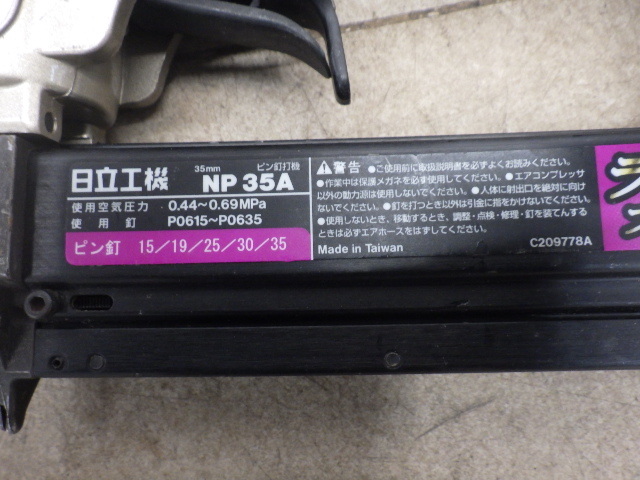 35mm ピン釘打機
日立工機 NP 35A
使用空気圧力 0.44~0.69MPa
使用釘 P0615~P0635
ピン釘 15/19/25/30/35
⚠警告 ●ご使用前に取扱説明書を必ずよくお読みください。
●作業中は保護メガネを必ず使用してください。 ●エアコンプレッサ
以外の動力源は使用しないでください。 ●人体に射出口を絶対に向け
ないでください。 ●釘を打つとき以外は引金に指をかけないでください。
●使用しないとき、移動するとき、調整・点検・修理・釘を装てんする
ときは必ずエアホースをはずしてください。
Made in Taiwan C209778A